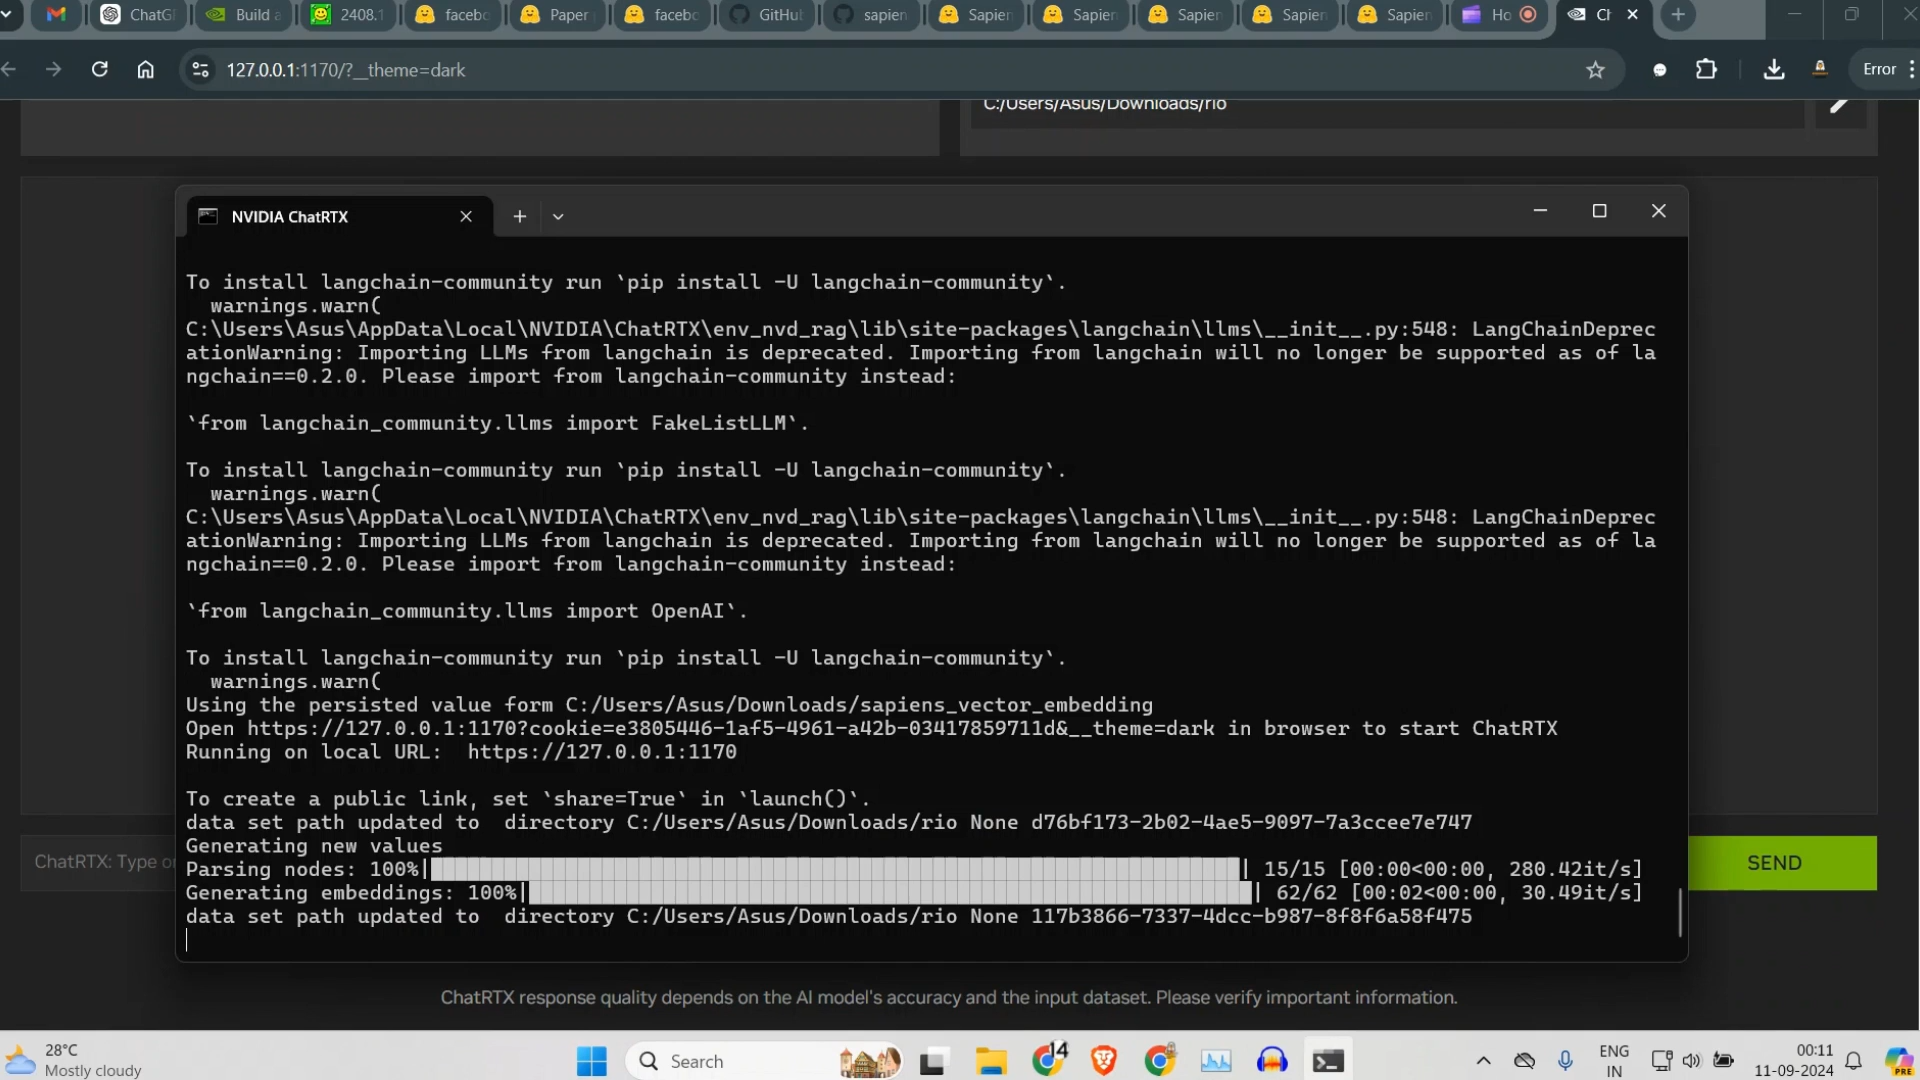 ChatG
Build a
2408.1
facebo
Paper
facebo
GitHu
sapien
Sapien
Sapien
Sapien
Sapien
Sapien
Ho
Ch
127.0.0.1:1170/?__theme=dark
Error
C:/Users/Asus/Downloads/rio
NVIDIA ChatRTX
To install langchain-community run `pip install -U langchain-community`.
warnings.warn(
C:\Users\Asus\AppData\Local\NVIDIA\ChatRTX\env_nvd_rag\lib\site-packages\langchain\llms\__init__.py:548: LangChainDeprec
ationWarning: Importing LLMs from langchain is deprecated. Importing from langchain will no longer be supported as of la
ngchain==0.2.0. Please import from langchain-community instead:
`from langchain_community.llms import FakeListLLM`.
To install langchain-community run `pip install -U langchain-community`.
warnings.warn(
C:\Users\Asus\AppData\Local\NVIDIA\ChatRTX\env_nvd_rag\lib\site-packages\langchain\llms\__init__.py:548: LangChainDeprec
ationWarning: Importing LLMs from langchain is deprecated. Importing from langchain will no longer be supported as of la
ngchain==0.2.0. Please import from langchain-community instead:
`from langchain_community.llms import OpenAI`.
To install langchain-community run `pip install -U langchain-community`.
warnings.warn(
Using the persisted value form C:/Users/Asus/Downloads/sapiens_vector_embedding
Open https://127.0.0.1:1170?cookie=e3805446-1af5-4961-a42b-03417859711d&__theme=dark in browser to start ChatRTX
Running on local URL:  https://127.0.0.1:1170
To create a public link, set `share=True` in `launch()`.
data set path updated to  directory C:/Users/Asus/Downloads/rio None d76bf173-2b02-4ae5-9097-7a3ccee7e747
Generating new values
Parsing nodes: 100%| | 15/15 [00:00<00:00, 280.42it/s]
Generating embeddings: 100%| | 62/62 [00:02<00:00, 30.49it/s]
data set path updated to  directory C:/Users/Asus/Downloads/rio None 117b3866-7337-4dcc-b987-8f8f6a58f475
ChatRTX: Type or
SEND
ChatRTX response quality depends on the AI model's accuracy and the input dataset. Please verify important information.
28°C
Mostly cloudy
Search
14
ENG
IN
00:11
11-09-2024
PRE